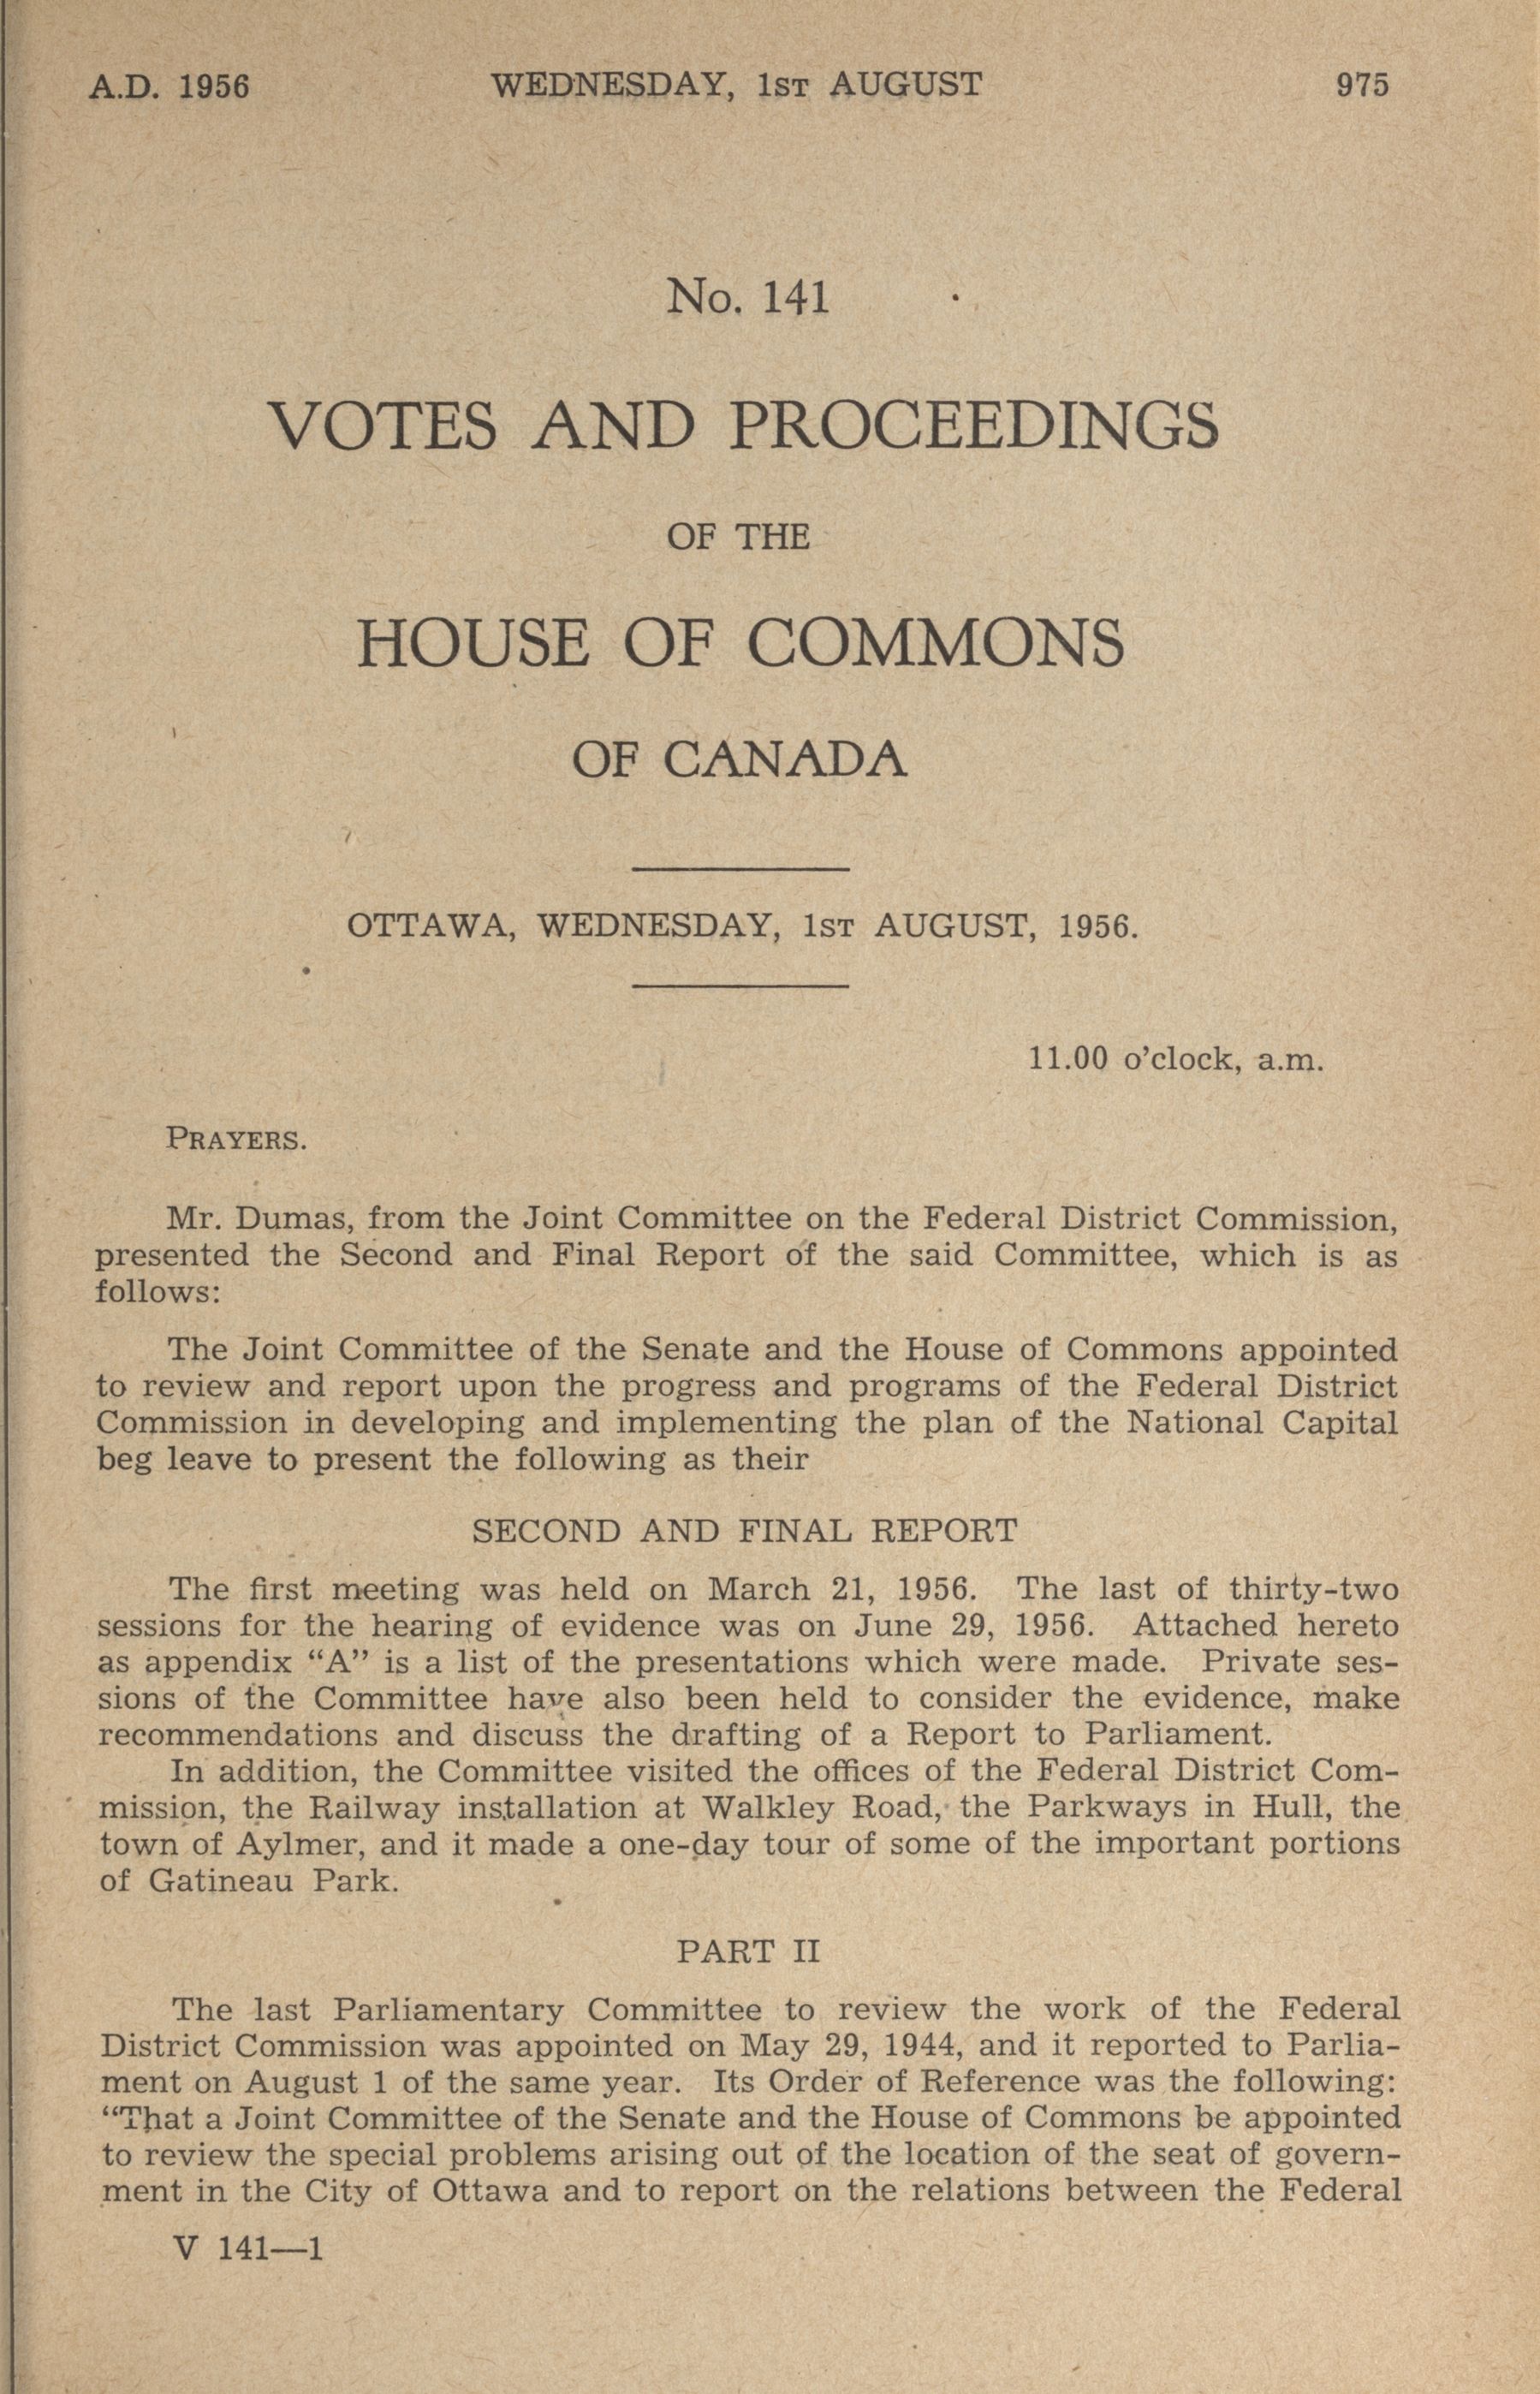 A.D. 1956 WEDNESDAY, 1ST AUGUST 975
No. 141
VOTES AND PROCEEDINGS
OF THE
HOUSE OF COMMONS
OF CANADA
OTTAWA, WEDNESDAY, 1ST AUGUST, 1956.
11.00 o'clock, a.m.
PRAYERS.
Mr. Dumas, from the Joint Committee on the Federal District Commission,
presented the Second and Final Report of the said Committee, which is as
follows:
The Joint Committee of the Senate and the House of Commons appointed
to review and report upon the progress and programs of the Federal District
Commission in developing and implementing the plan of the National Capital
beg leave to present the following as their
SECOND AND FINAL REPORT
The first meeting was held on March 21, 1956. The last of thirty-two
sessions for the hearing of evidence was on June 29, 1956. Attached hereto
as appendix “A” is a list of the presentations which were made. Private ses-
sions of the Committee have also been held to consider the evidence, make
recommendations and discuss the drafting of a Report to Parliament.
In addition, the Committee visited the offices of the Federal District Com-
mission, the Railway installation at Walkley Road, the Parkways in Hull, the
town of Aylmer, and it made a one-day tour of some of the important portions
of Gatineau Park.
PART II
The last Parliamentary Committee to review the work of the Federal
District Commission was appointed on May 29, 1944, and it reported to Parlia-
ment on August 1 of the same year. Its Order of Reference was the following:
“That a Joint Committee of the Senate and the House of Commons be appointed
to review the special problems arising out of the location of the seat of govern-
ment in the City of Ottawa and to report on the relations between the Federal
V 141—1